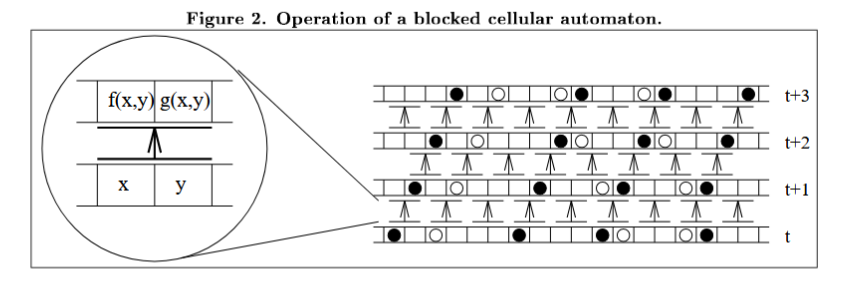 Figure 2. Operation of a blocked cellular automaton.
f(x,y) g(x,y)
x y
t+3
t+2
t+1
t